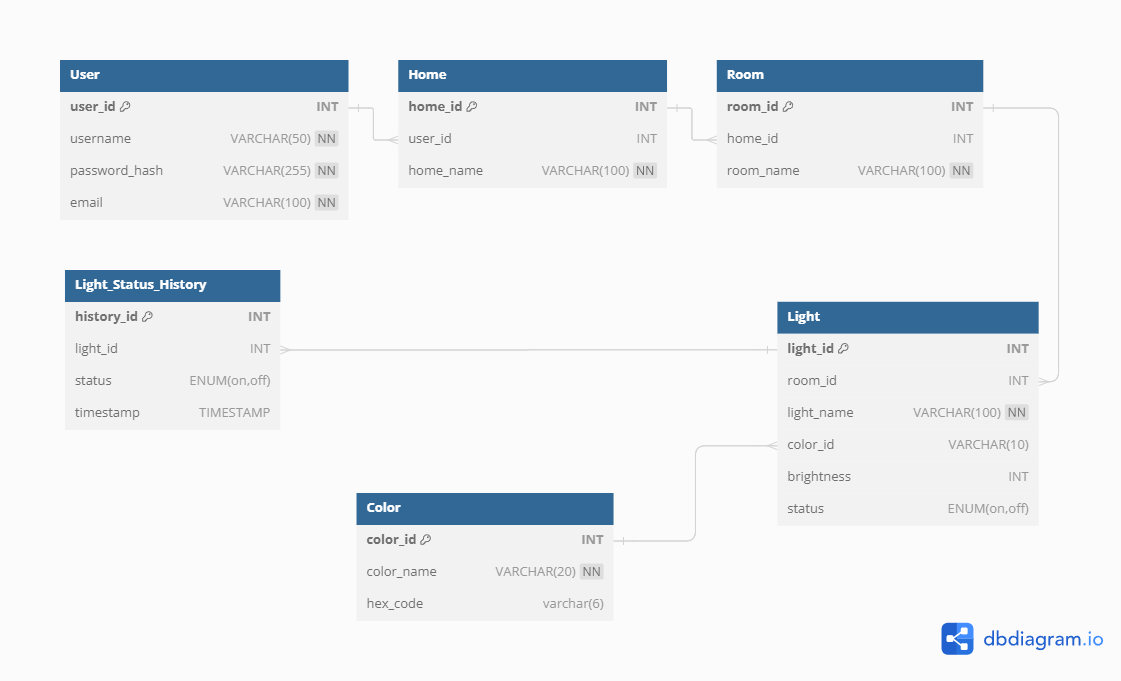 User
user_id INT
username VARCHAR(50) NN
password_hash VARCHAR(255) NN
email VARCHAR(100) NN
Home
home_id INT
user_id INT
home_name VARCHAR(100) NN
Room
room_id INT
home_id INT
room_name VARCHAR(100) NN
Light_Status_History
history_id INT
light_id INT
status ENUM(on,off)
timestamp TIMESTAMP
Light
light_id INT
room_id INT
light_name VARCHAR(100) NN
color_id VARCHAR(10)
brightness INT
status ENUM(on,off)
Color
color_id INT
color_name VARCHAR(20) NN
hex_code varchar(6)
dbdiagram.io